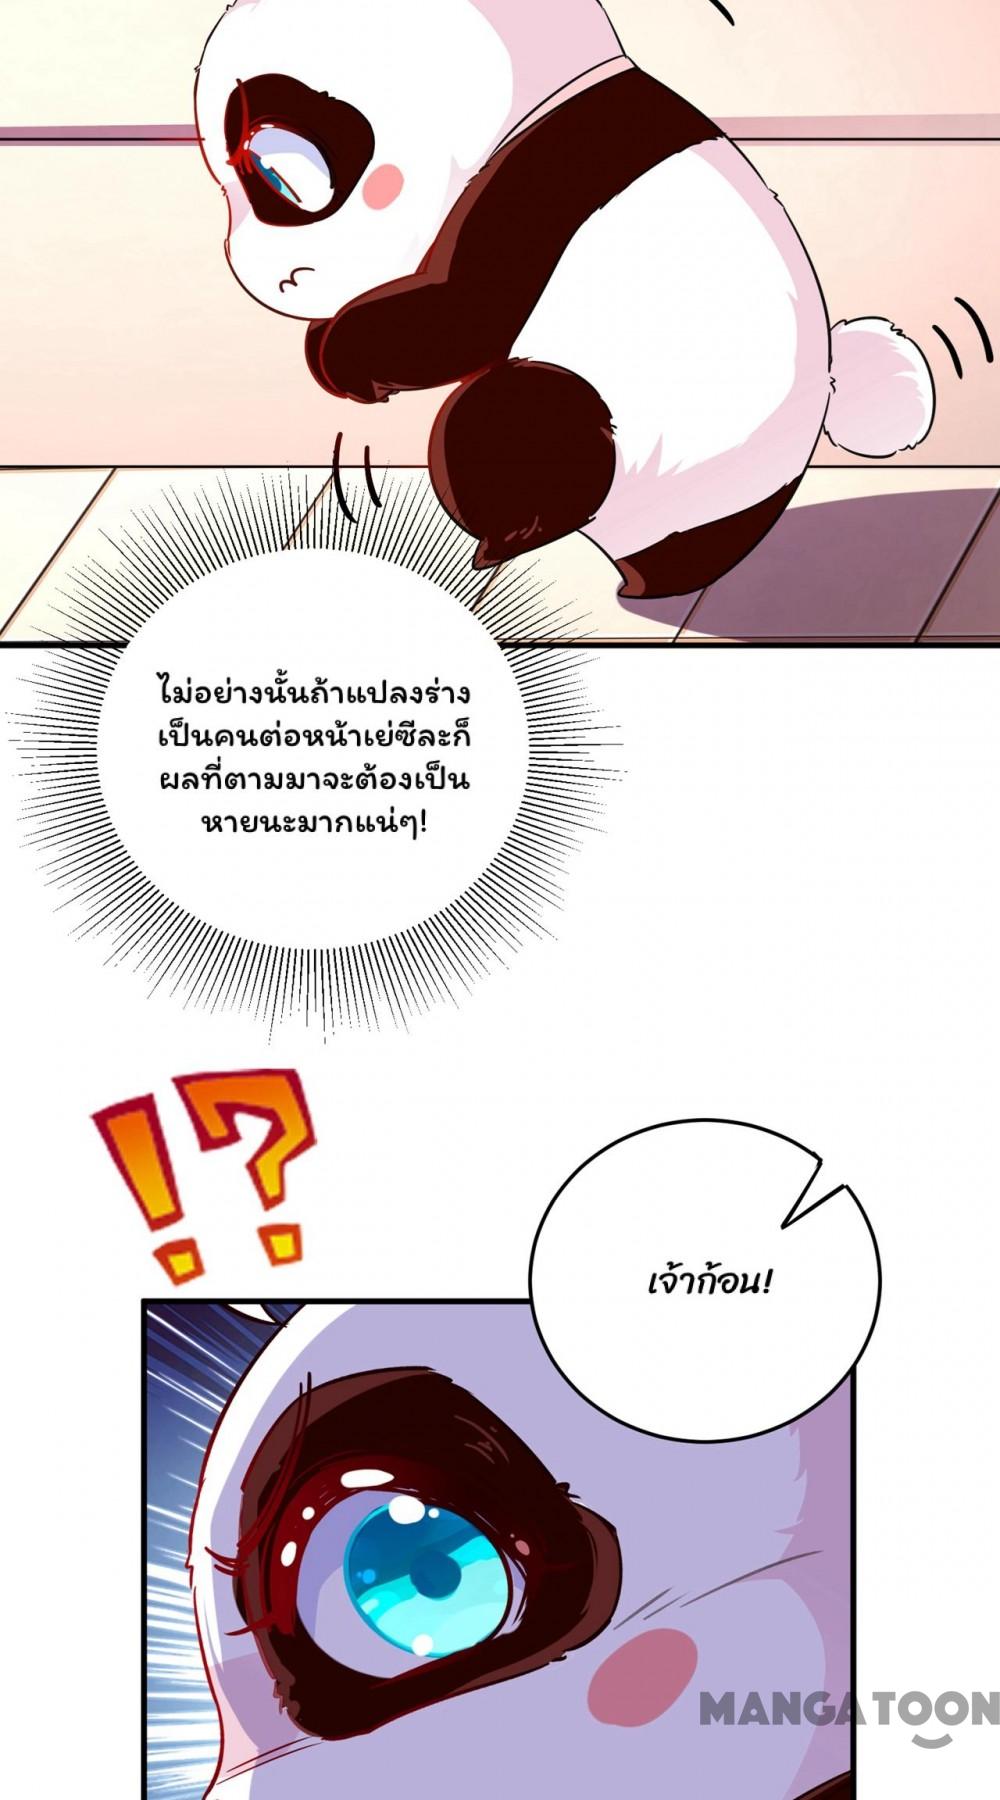 ไม่อย่างนั้นถ้าแปลงร่าง
เป็นคนต่อหน้าเย่ซีละก็
ผลที่ตามมาจะต้องเป็น
หายนะมากแน่ๆ!
!?
เจ้าก้อน!
MANGATOON